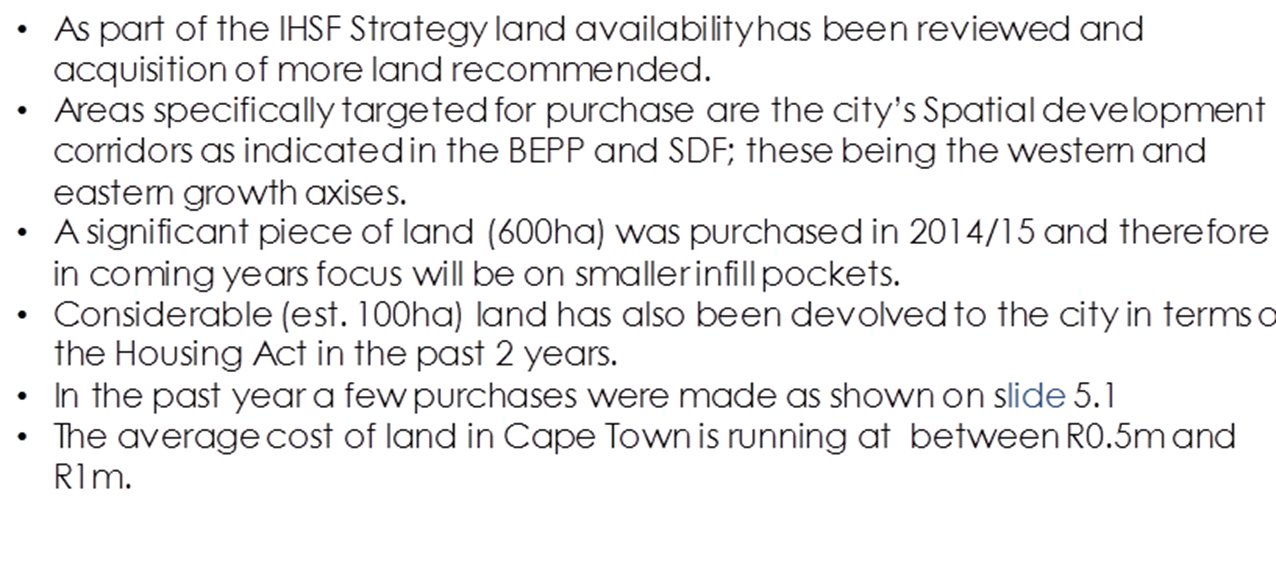 • As part of the IHSF Strategy land availability has been reviewed and
acquisition of more land recommended.
• Areas specifically targeted for purchase are the city's Spatial development
corridors as indicated in the BEPP and SDF; these being the western and
eastern growth axises.
• A significant piece of land (600ha) was purchased in 2014/15 and therefore
in coming years focus will be on smaller infill pockets.
• Considerable (est. 100ha) land has also been devolved to the city in terms
the Housing Act in the past 2 years.
• In the past year a few purchases were made as shown on slide 5.1
• The average cost of land in Cape Town is running at between R0.5m and
R1m.